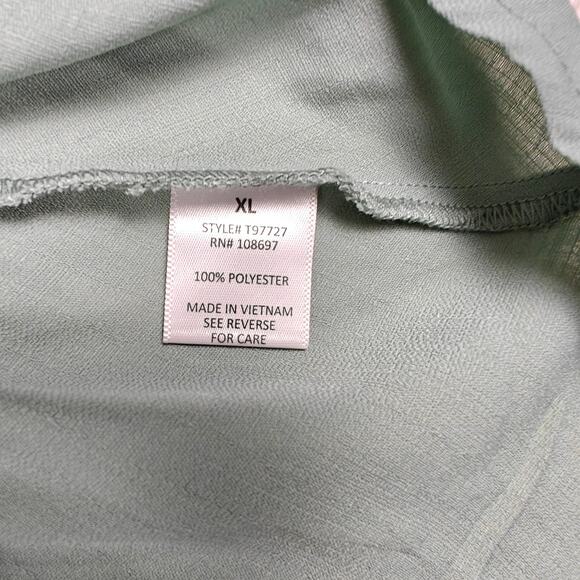 XL
STYLE# T97727
RN# 108697
100% POLYESTER
MADE IN VIETNAM
SEE REVERSE
FOR CARE